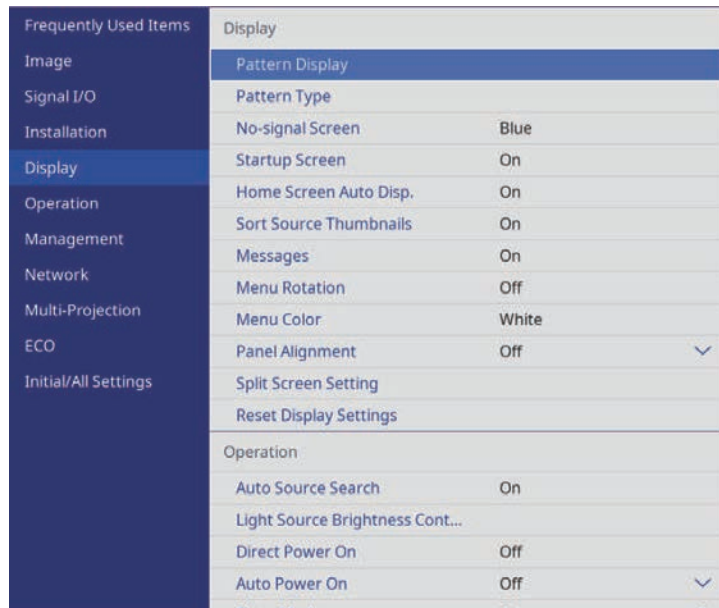 Frequently Used Items
Image
Signal I/O
Installation
Display
Operation
Management
Network
Multi-Projection
ECO
Initial/All Settings
Display
Pattern Display
Pattern Type
No-signal Screen Blue
Startup Screen On
Home Screen Auto Disp. On
Sort Source Thumbnails On
Messages On
Menu Rotation Off
Menu Color White
Panel Alignment Off
Split Screen Setting
Reset Display Settings
Operation
Auto Source Search On
Light Source Brightness Cont...
Direct Power On Off
Auto Power On Off